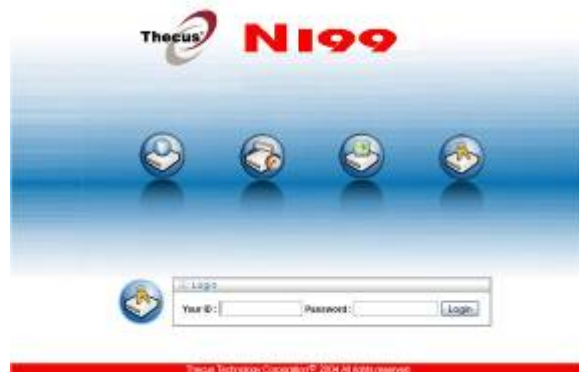 Thecus
N199
Login
Your ID :
Password :
Login
Thecus Technology Corporation© 2004 All rights reserved.